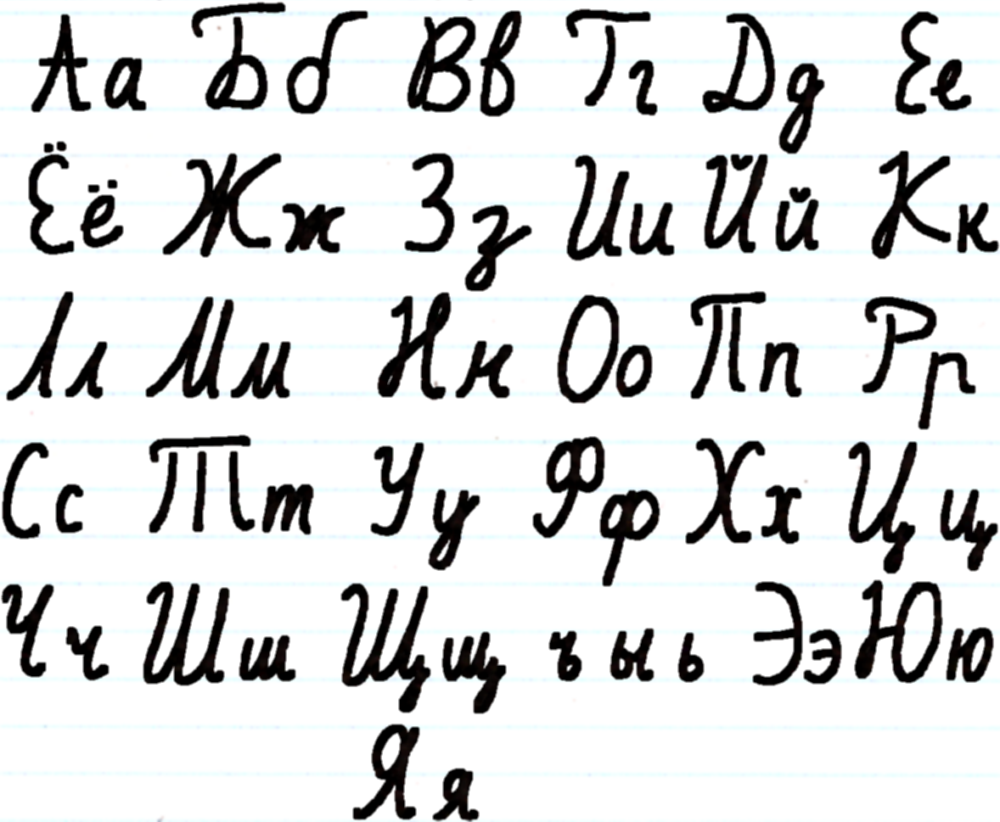 Аа Бб Вв Гг Дд Ее
Ёё Жж Зз Ии Йй Кк
Лл Мм Нн Оо Пп Рр
Сс Тт Уу Фф Хх Цц
Чч Шш Щщ ъ ы ь Ээ Юю
Яя